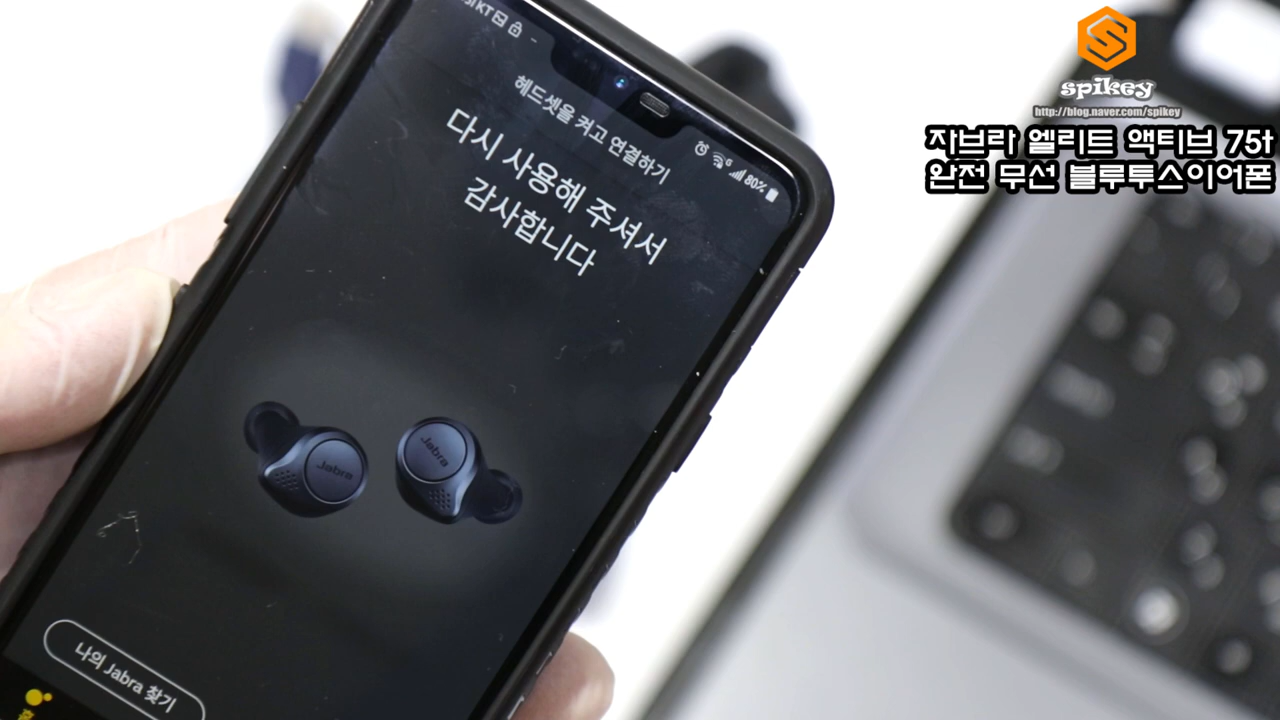 KT
80%
헤드셋을 켜고 연결하기
다시 사용해 주셔서
감사합니다
Jabra
Jabra
나의 Jabra 찾기
spikey
http://blog.naver.com/spikey
자브라 엘리트 액티브 75t
완전 무선 블루투스이어폰